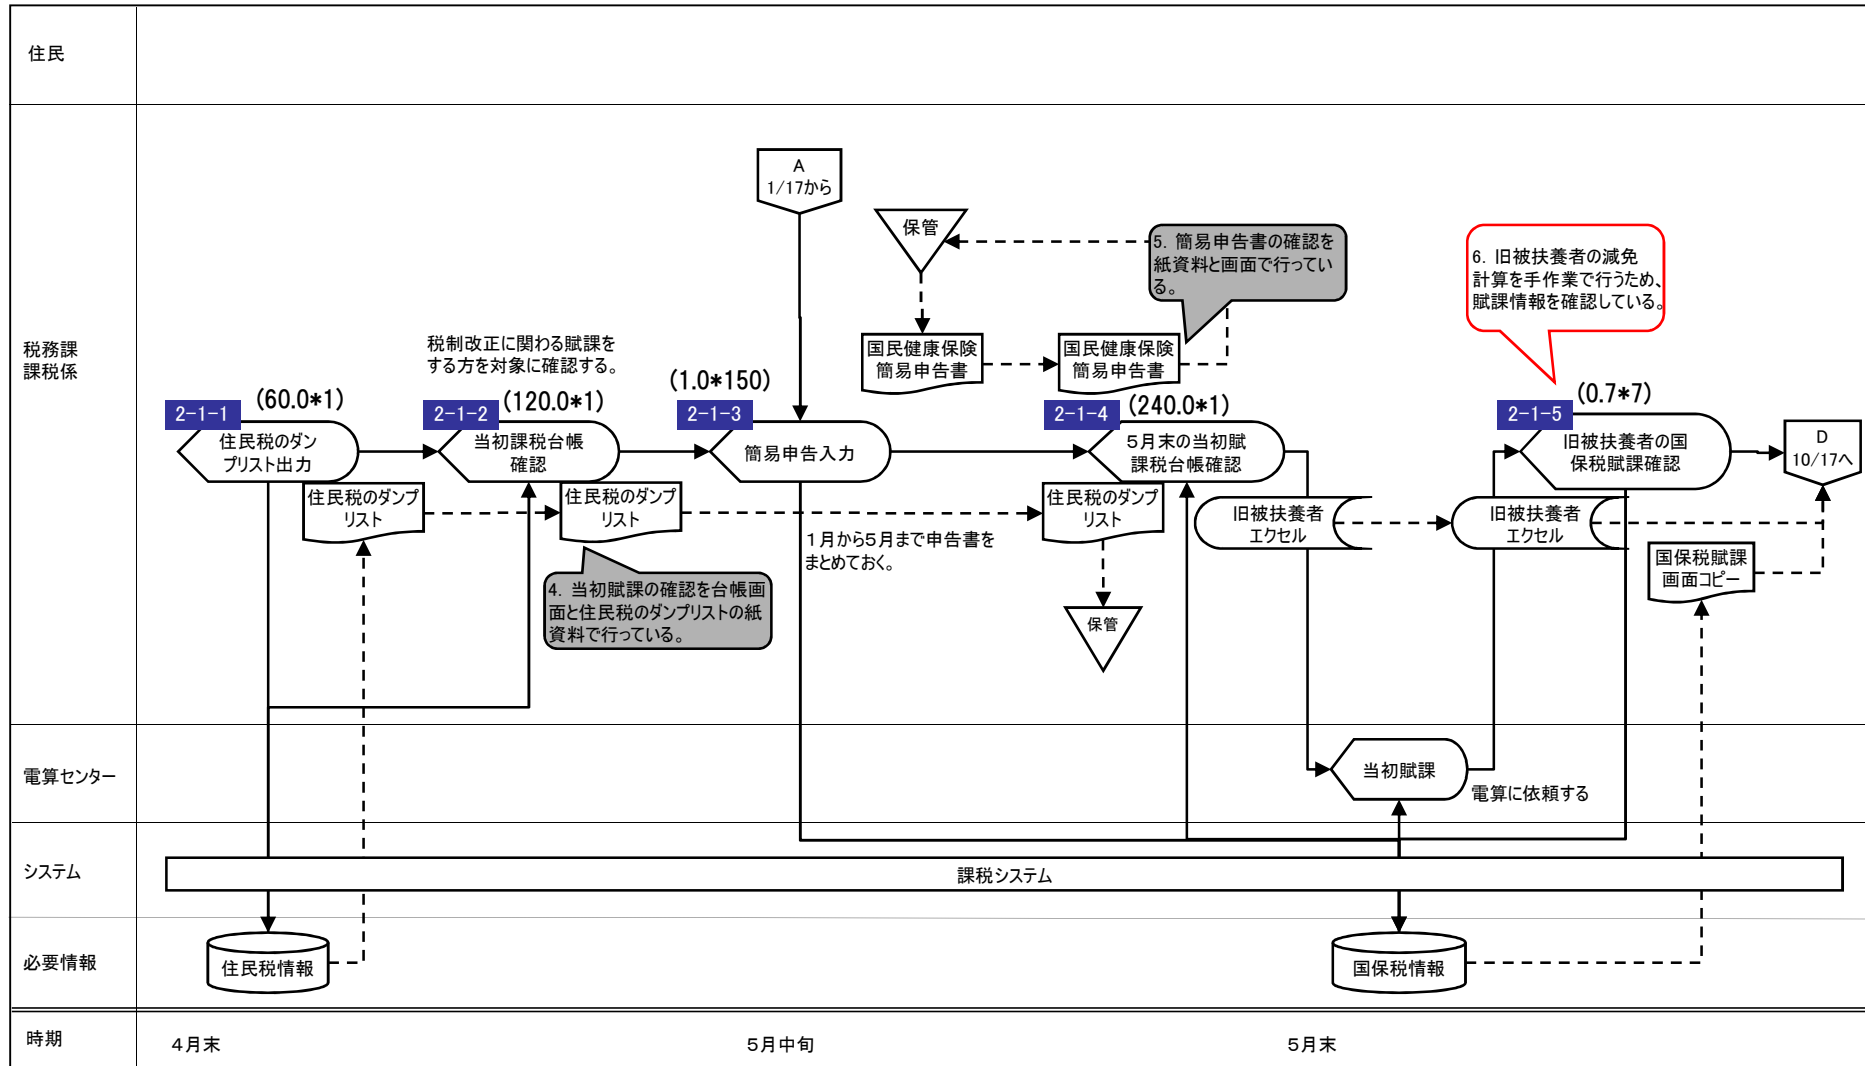 住民
A
1/17から
保管
5. 簡易申告書の確認を
紙資料と画面で行ってい
る。
6. 旧被扶養者の減免
計算を手作業で行うため、
賦課情報を確認している。
税務課
課税係
税制改正に関わる賦課を
する方を対象に確認する。
国民健康保険
簡易申告書
国民健康保険
簡易申告書
2-1-1
(60.0*1)
2-1-2
(120.0*1)
2-1-3
(1.0*150)
2-1-4
(240.0*1)
2-1-5
(0.7*7)
住民税のダン
プリスト出力
当初課税台帳
確認
簡易申告入力
5月末の当初賦
課税台帳確認
旧被扶養者の国
保税賦課確認
D
10/17へ
住民税のダンプ
リスト
住民税のダンプ
リスト
住民税のダンプ
リスト
旧被扶養者
エクセル
旧被扶養者
エクセル
1月から5月まで申告書を
まとめておく。
国保税賦課
画面コピー
4. 当初賦課の確認を台帳画
面と住民税のダンプリストの紙
資料で行っている。
保管
電算センター
当初賦課
電算に依頼する
システム
課税システム
必要情報
住民税情報
国保税情報
時期
4月末
5月中旬
5月末